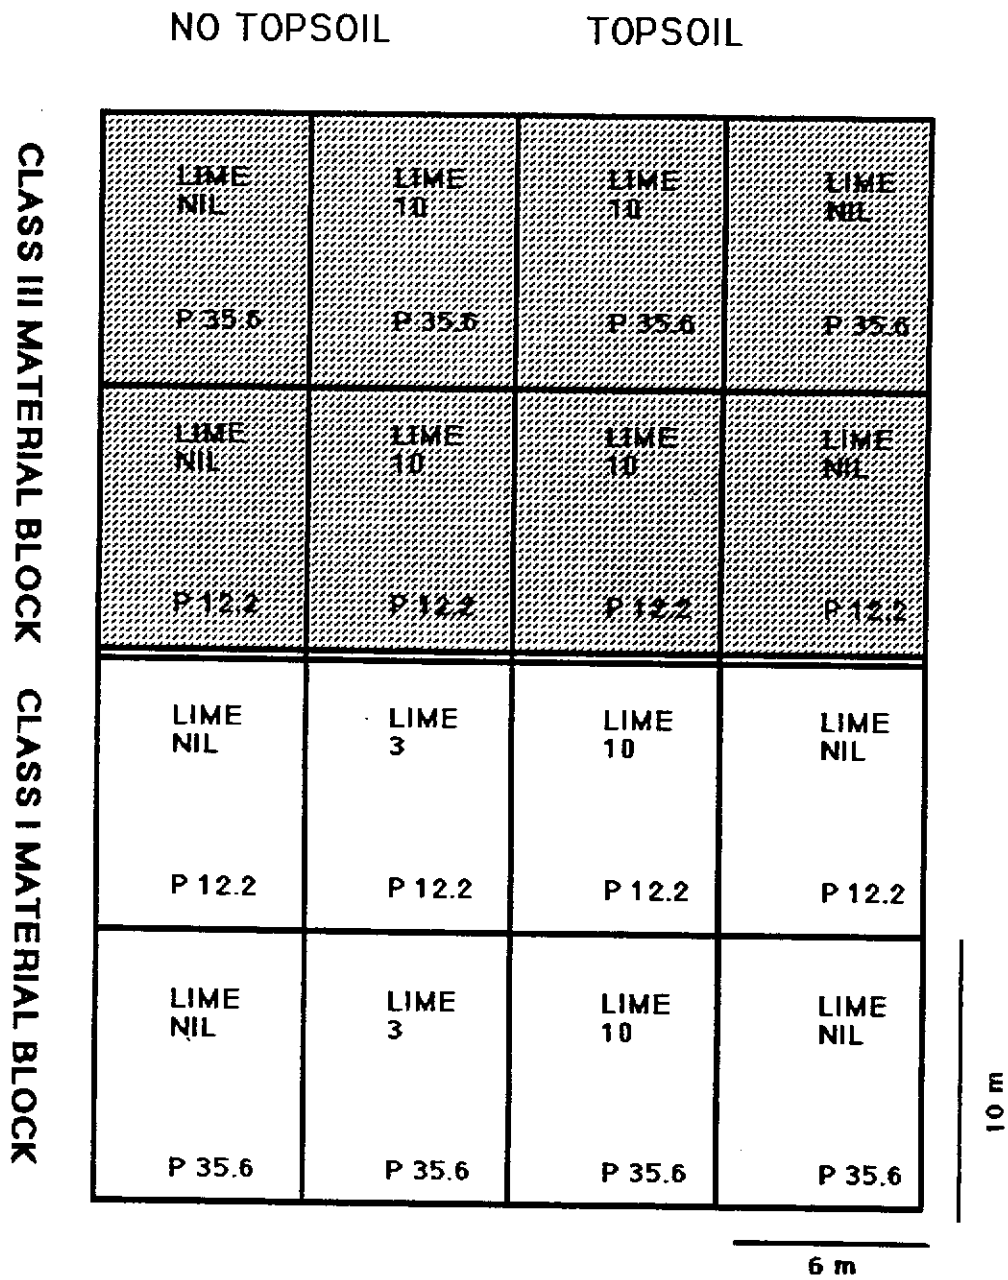 NO TOPSOIL TOPSOIL
CLASS III MATERIAL BLOCK
LIME LIME LIME LIME
NIL 10 10 NIL
P 35.6 P 35.6 P 35.6 P 35.6
LIME LIME LIME LIME
NIL 10 10 NIL
P 12.2 P 12.2 P 12.2 P 12.2
CLASS I MATERIAL BLOCK
LIME LIME LIME LIME
NIL 3 10 NIL
P 12.2 P 12.2 P 12.2 P 12.2
LIME LIME LIME LIME
NIL 3 10 NIL
P 35.6 P 35.6 P 35.6 P 35.6
10 m
6 m